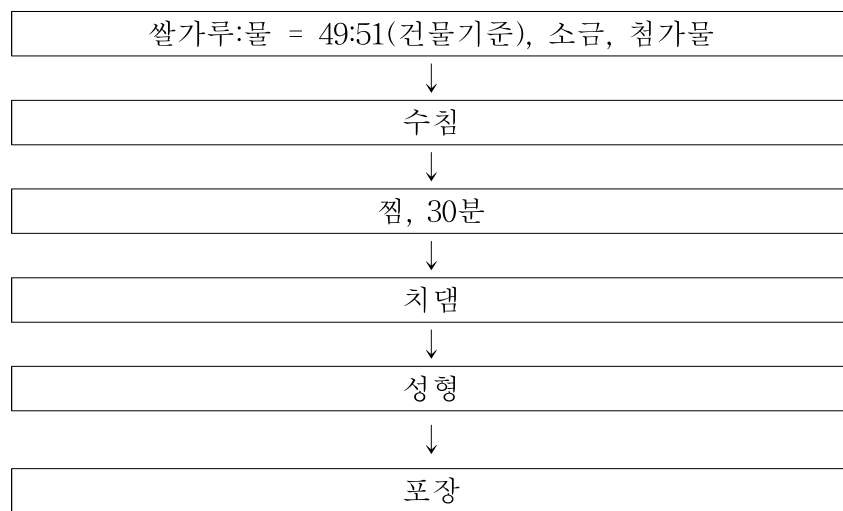 쌀가루:물 = 49:51(건물기준), 소금, 첨가물
↓
수침
↓
찜, 30분
↓
치댐
↓
성형
↓
포장